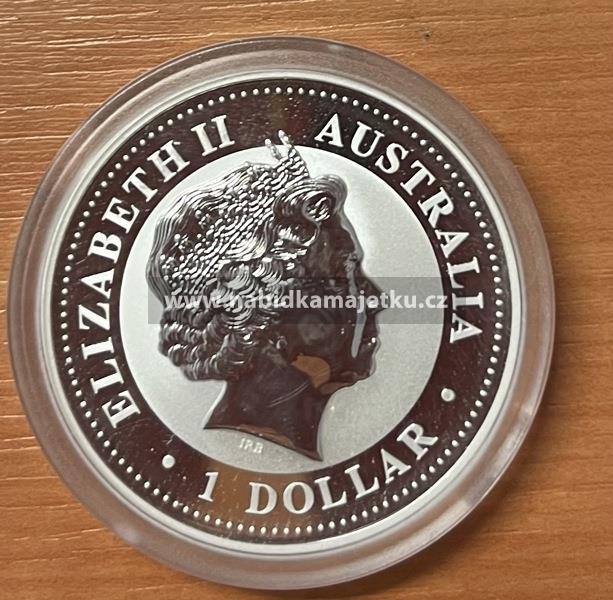 ELIZABETH II
AUSTRALIA
www.nabidkamajetku.cz
IRB
• 1 DOLLAR •